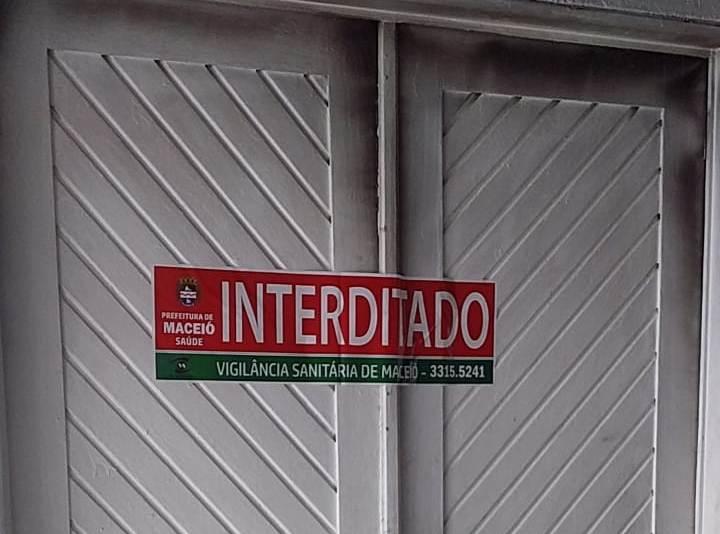 PREFEITURA DE
MACEIÓ
SAÚDE
INTERDITADO
VIGILÂNCIA SANITÁRIA DE MACEIÓ - 3315.5241